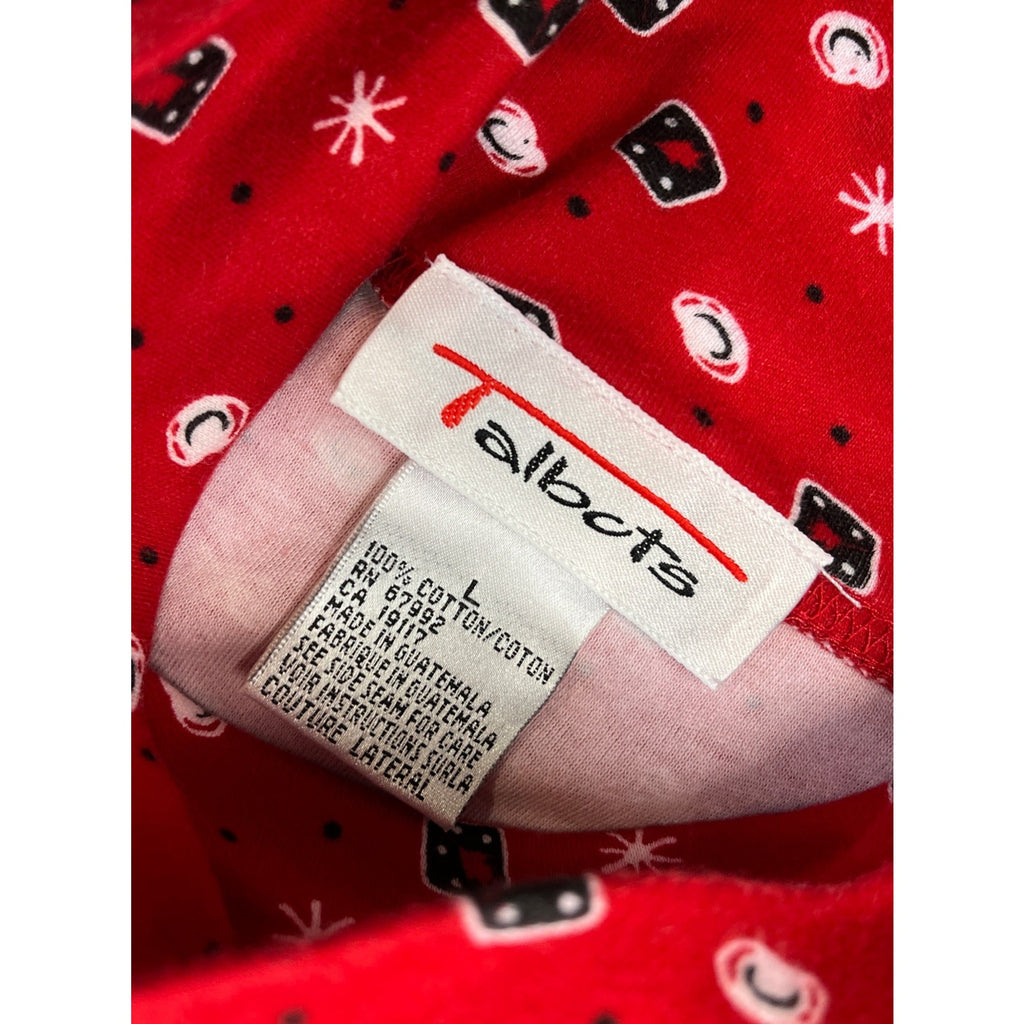 Talbots
L
100% COTTON/COTON
RN 67992
CA 19117
MADE IN GUATEMALA
FABRIQUE IN GUATEMALA
SEE SIDE SEAM FOR CARE
VOIR INSTRUCTIONS SURLA
COUTURE LATERAL